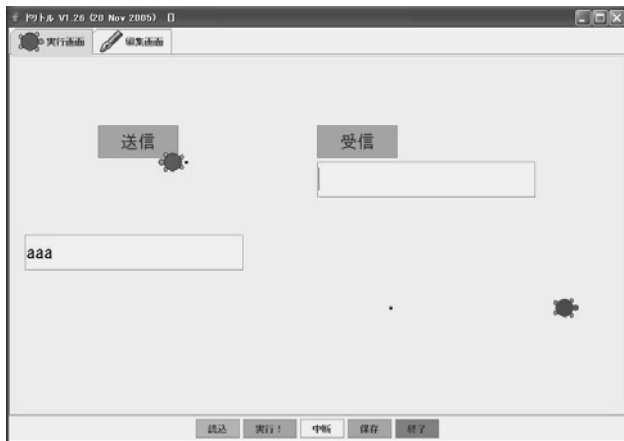 ドリトル V1.26 (20 Nov 2005)
実行画面 編集画面
送信 受信
aaa
読込 実行! 中断 保存 終了